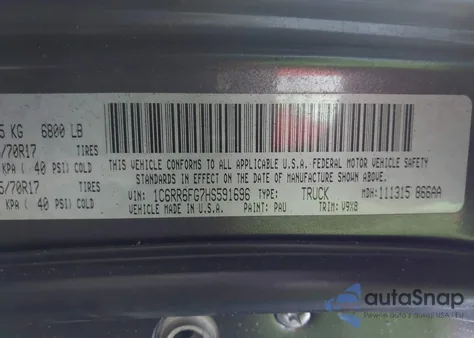 5 KG 6800 LB
/70R17 TIRES
KPA ( 40 PSI) COLD
5/70R17 TIRES
KPA ( 40 PSI) COLD
THIS VEHICLE CONFORMS TO ALL APPLICABLE U.S.A. FEDERAL MOTOR VEHICLE SAFETY
STANDARDS IN EFFECT ON THE DATE OF MANUFACTURE SHOWN ABOVE
VIN: 1C6RR6FG7HS591696 TYPE: TRUCK MDH: 111315 866AA
VEHICLE MADE IN U.S.A. PAINT: PAU TRIM: V9X8
autoSnap